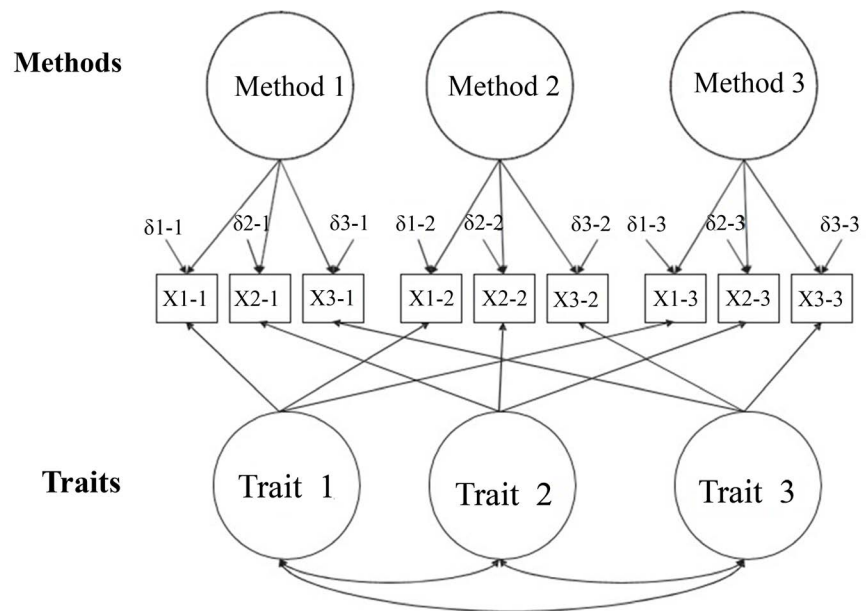 Methods
Method 1
Method 2
Method 3
δ1-1
δ2-1
δ3-1
δ1-2
δ2-2
δ3-2
δ1-3
δ2-3
δ3-3
X1-1
X2-1
X3-1
X1-2
X2-2
X3-2
X1-3
X2-3
X3-3
Traits
Trait 1
Trait 2
Trait 3